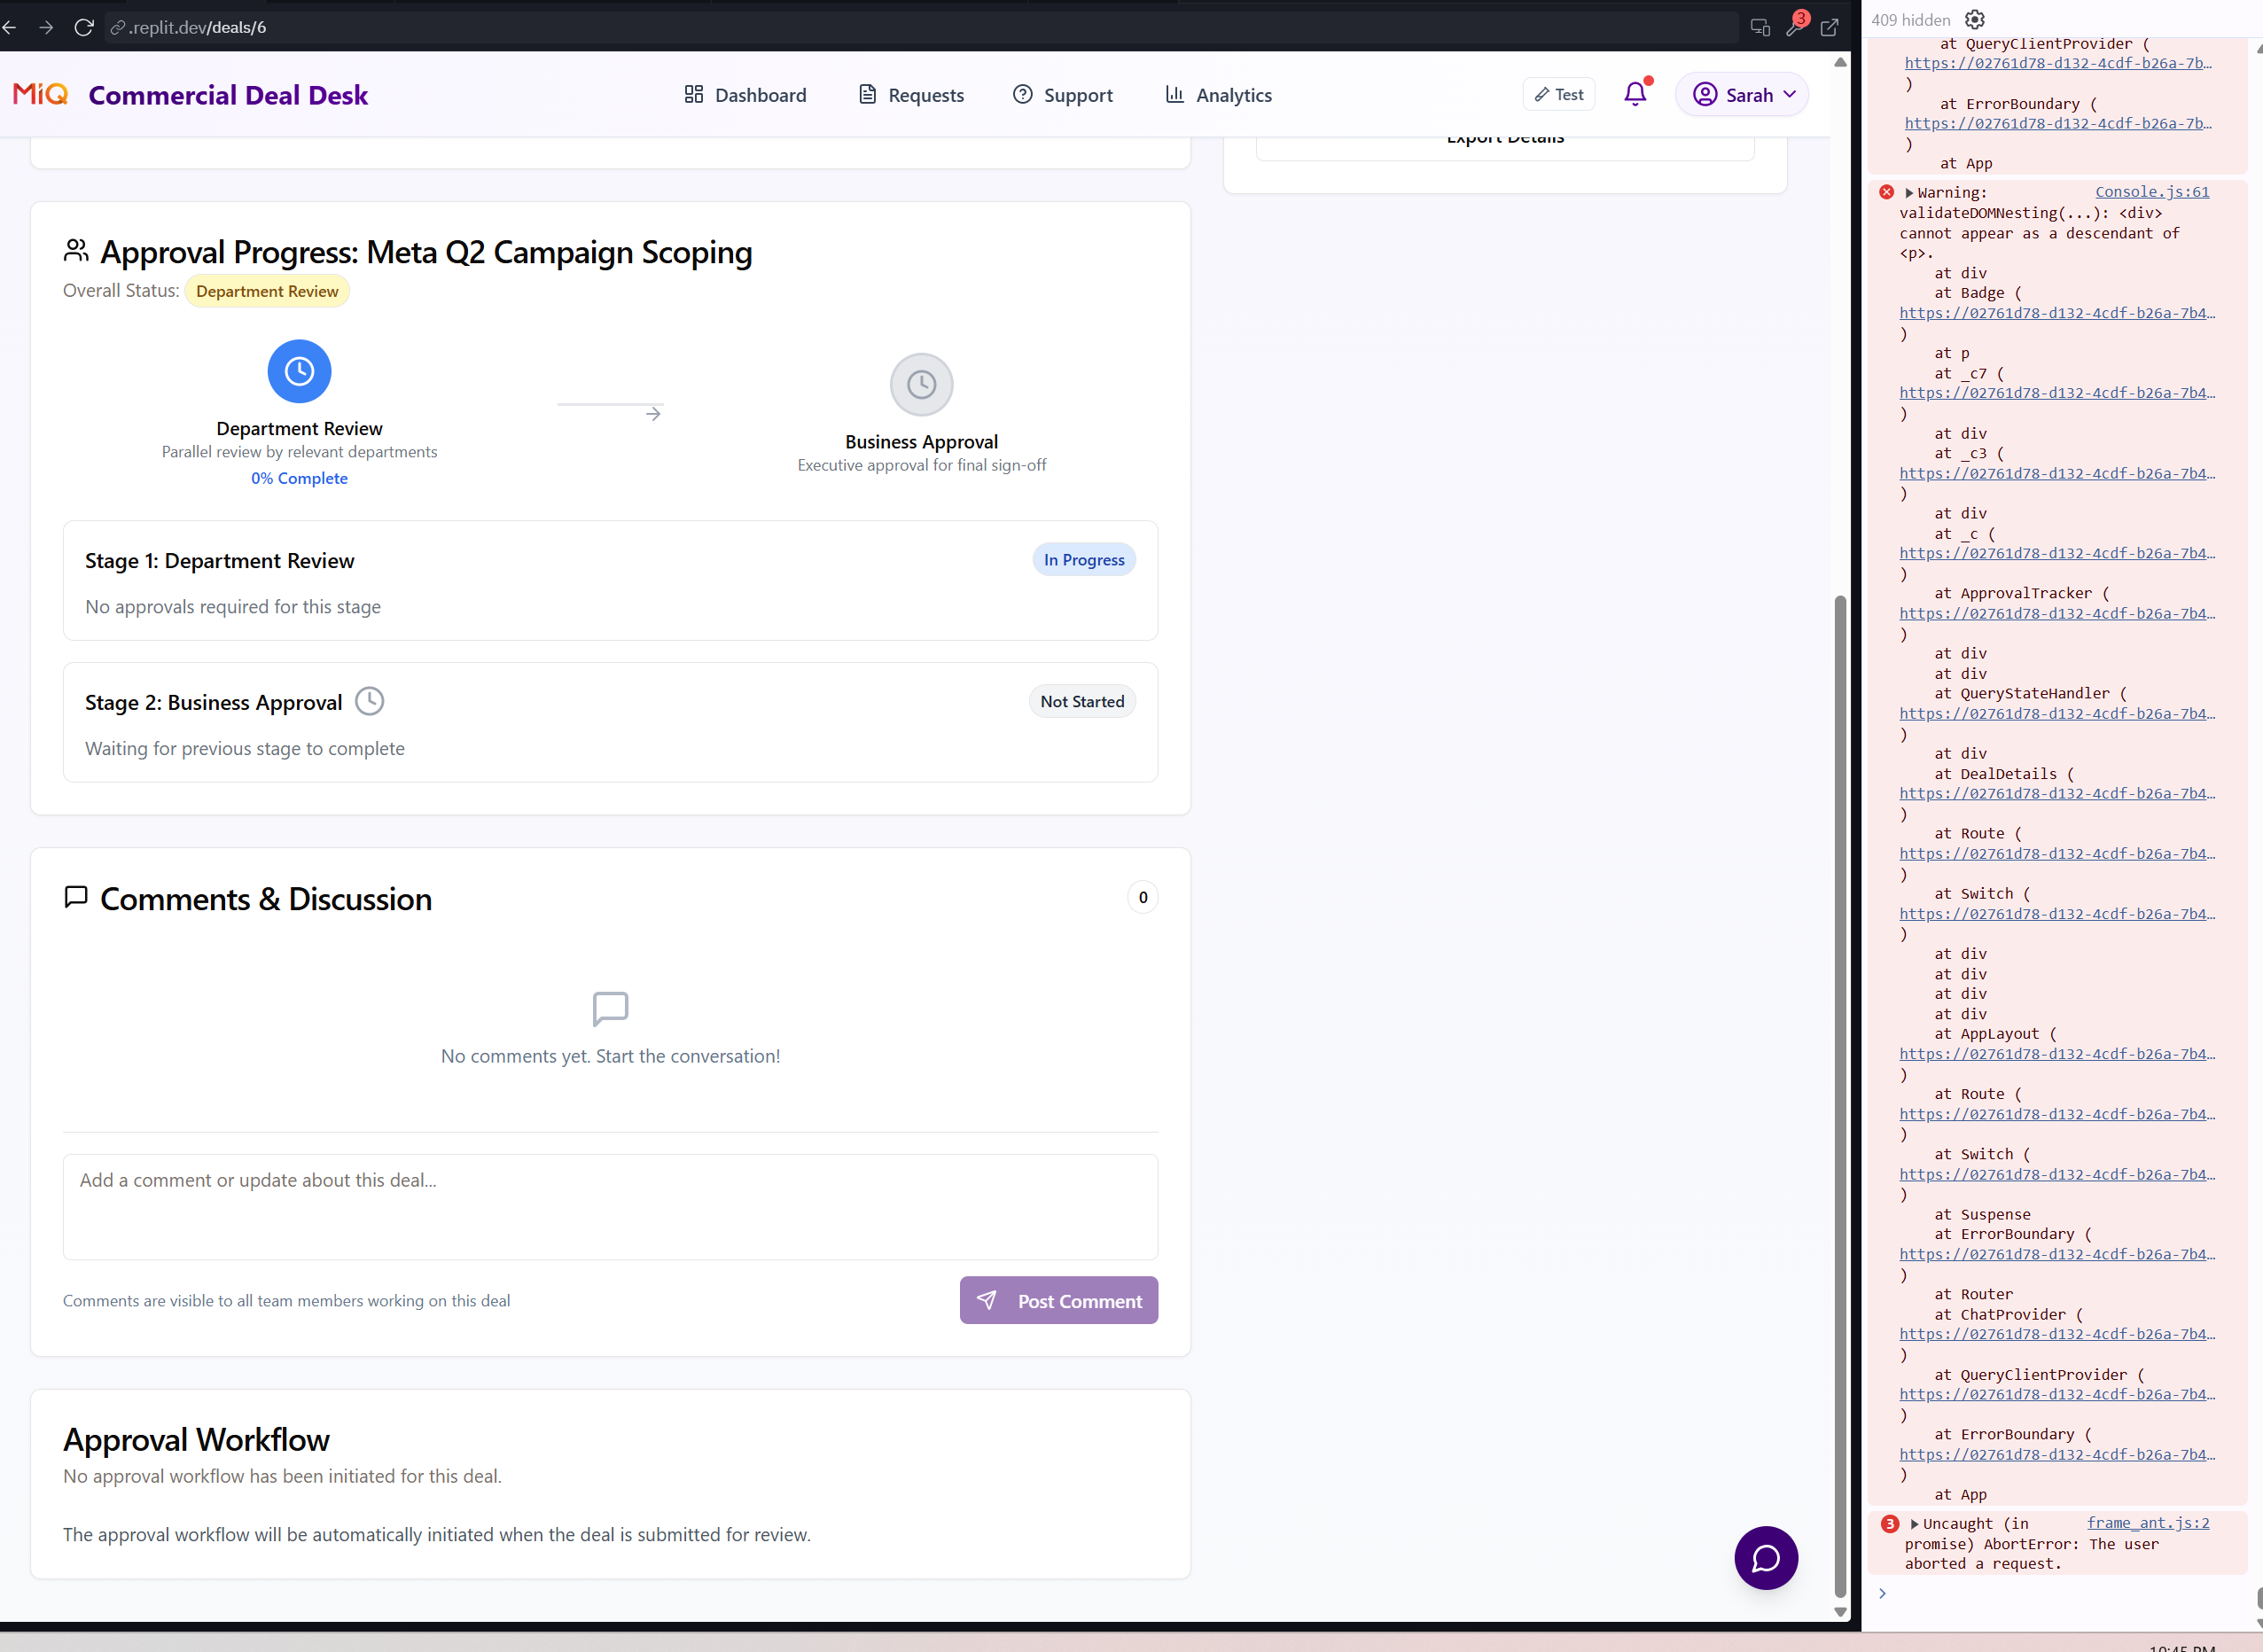 .replit.dev/deals/6
3
MiQ
Commercial Deal Desk
Dashboard
Requests
Support
Analytics
Test
Sarah
Export Details
Approval Progress: Meta Q2 Campaign Scoping
Overall Status: Department Review
Department Review
Parallel review by relevant departments
0% Complete
Business Approval
Executive approval for final sign-off
Stage 1: Department Review
In Progress
No approvals required for this stage
Stage 2: Business Approval
Not Started
Waiting for previous stage to complete
Comments & Discussion
0
No comments yet. Start the conversation!
Add a comment or update about this deal...
Comments are visible to all team members working on this deal
Post Comment
Approval Workflow
No approval workflow has been initiated for this deal.
The approval workflow will be automatically initiated when the deal is submitted for review.
409 hidden
at QueryClientProvider (
https://02761d78-d132-4cdf-b26a-7b…
)
at ErrorBoundary (
https://02761d78-d132-4cdf-b26a-7b…
)
at App
Warning: Console.js:61
validateDOMNesting(...): <div>
cannot appear as a descendant of
<p>.
at div
at Badge (
https://02761d78-d132-4cdf-b26a-7b4…
)
at p
at _c7 (
https://02761d78-d132-4cdf-b26a-7b4…
)
at div
at _c3 (
https://02761d78-d132-4cdf-b26a-7b4…
)
at div
at _c (
https://02761d78-d132-4cdf-b26a-7b4…
)
at ApprovalTracker (
https://02761d78-d132-4cdf-b26a-7b4…
)
at div
at div
at QueryStateHandler (
https://02761d78-d132-4cdf-b26a-7b4…
)
at div
at DealDetails (
https://02761d78-d132-4cdf-b26a-7b4…
)
at Route (
https://02761d78-d132-4cdf-b26a-7b4…
)
at Switch (
https://02761d78-d132-4cdf-b26a-7b4…
)
at div
at div
at div
at div
at AppLayout (
https://02761d78-d132-4cdf-b26a-7b4…
)
at Route (
https://02761d78-d132-4cdf-b26a-7b4…
)
at Switch (
https://02761d78-d132-4cdf-b26a-7b4…
)
at Suspense
at ErrorBoundary (
https://02761d78-d132-4cdf-b26a-7b4…
)
at Router
at ChatProvider (
https://02761d78-d132-4cdf-b26a-7b4…
)
at QueryClientProvider (
https://02761d78-d132-4cdf-b26a-7b4…
)
at ErrorBoundary (
https://02761d78-d132-4cdf-b26a-7b4…
)
at App
3 Uncaught (in frame_ant.js:2
promise) AbortError: The user
aborted a request.
10:45 PM